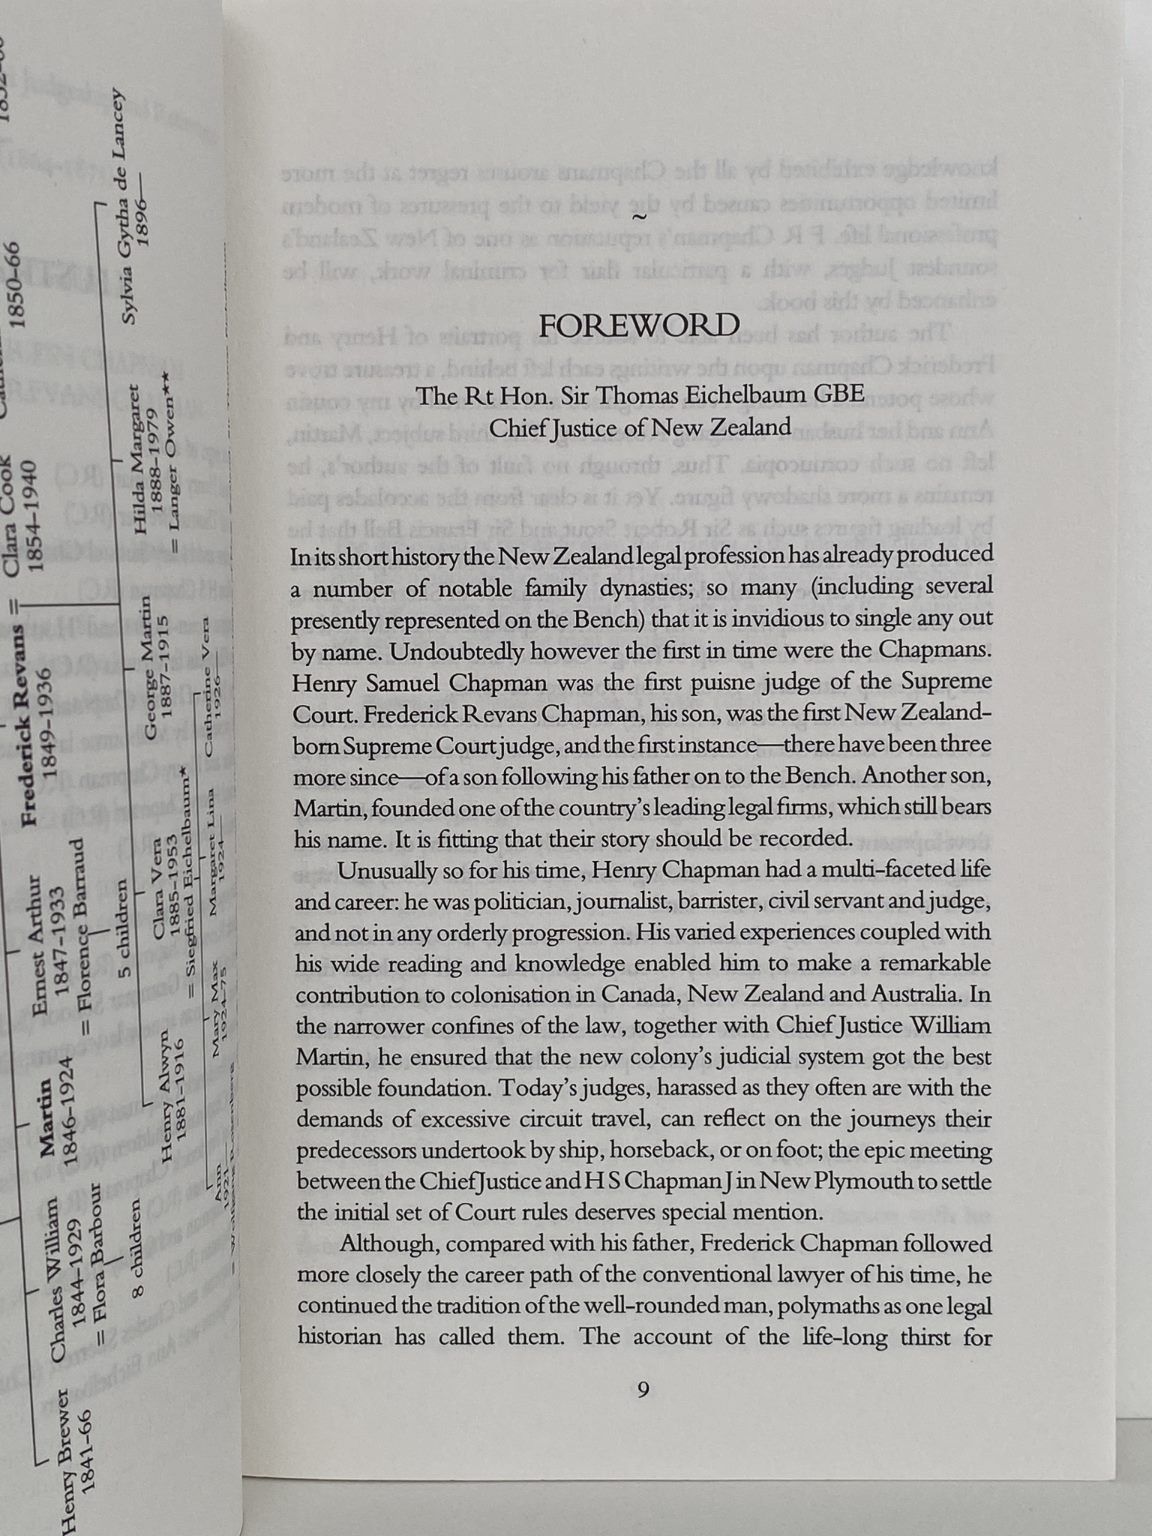 1852–66
1850–66
Clara Cook
1854–1940
Frederick Revans =
1849–1936
Ernest Arthur
1847–1933
= Florence Barraud
5 children
Martin
1846–1924
Charles William
1844–1929
= Flora Barbour
8 children
Henry Brewer
1841–66
Sylvia Gytha de Lancey
1896—
Hilda Margaret
1888–1979
= Langer Owen**
George Martin
1887–1915
Clara Vera
1885–1953
= Siegfried Eichelbaum*
Henry Alwyn
1881–1916
Catherine Vera
1926—
Margaret Lina
1924—
Mary Max
1924–75
Ann
1921—
~
FOREWORD
The Rt Hon. Sir Thomas Eichelbaum GBE
Chief Justice of New Zealand
In its short history the New Zealand legal profession has already produced
a number of notable family dynasties; so many (including several
presently represented on the Bench) that it is invidious to single any out
by name. Undoubtedly however the first in time were the Chapmans.
Henry Samuel Chapman was the first puisne judge of the Supreme
Court. Frederick Revans Chapman, his son, was the first New Zealand-
born Supreme Court judge, and the first instance—there have been three
more since—of a son following his father on to the Bench. Another son,
Martin, founded one of the country's leading legal firms, which still bears
his name. It is fitting that their story should be recorded.
Unusually so for his time, Henry Chapman had a multi-faceted life
and career: he was politician, journalist, barrister, civil servant and judge,
and not in any orderly progression. His varied experiences coupled with
his wide reading and knowledge enabled him to make a remarkable
contribution to colonisation in Canada, New Zealand and Australia. In
the narrower confines of the law, together with Chief Justice William
Martin, he ensured that the new colony's judicial system got the best
possible foundation. Today's judges, harassed as they often are with the
demands of excessive circuit travel, can reflect on the journeys their
predecessors undertook by ship, horseback, or on foot; the epic meeting
between the Chief Justice and H S Chapman J in New Plymouth to settle
the initial set of Court rules deserves special mention.
Although, compared with his father, Frederick Chapman followed
more closely the career path of the conventional lawyer of his time, he
continued the tradition of the well-rounded man, polymaths as one legal
historian has called them. The account of the life-long thirst for
9